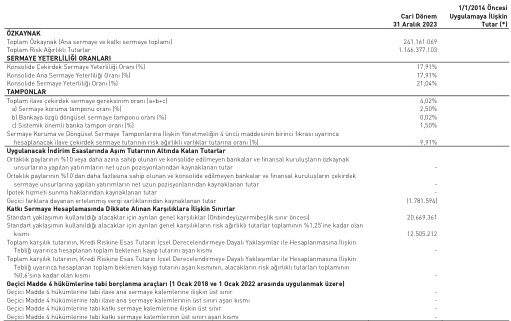 1/1/2014 Öncesi
Cari Dönem Uygulamaya İlişkin
31 Aralık 2023 Tutar (*)
ÖZKAYNAK
Toplam Özkaynak (Ana sermaye ve katkı sermaye toplamı) 241.161.069
Toplam Risk Ağırlıklı Tutarlar 1.146.377.103
SERMAYE YETERLİLİĞİ ORANLARI
Konsolide Çekirdek Sermaye Yeterliliği Oranı (%) 17,91%
Konsolide Ana Sermaye Yeterliliği Oranı (%) 17,91%
Konsolide Sermaye Yeterliliği Oranı (%) 21,04%
TAMPONLAR
Toplam ilave çekirdek sermaye gereksinim oranı (a+b+c) 4,02%
a) Sermaye koruma tamponu oranı (%) 2,50%
b) Bankaya özgü döngüsel sermaye tamponu oranı (%) 0,02%
c) Sistemik önemli banka tamponu oranı (%) 1,50%
Sermaye Koruma ve Döngüsel Sermaye Tamponlarına İlişkin Yönetmeliğin 4 üncü maddesinin birinci fıkrası uyarınca
hesaplanacak ilave çekirdek sermaye tutarının risk ağırlıklı varlıklar tutarına oranı (%) 9,91%
Uygulanacak İndirim Esaslarında Aşım Tutarının Altında Kalan Tutarlar
Ortaklık paylarının %10 veya daha azına sahip olunan ve konsolide edilmeyen bankalar ve finansal kuruluşların özkaynak
unsurlarına yapılan yatırımların net uzun pozisyonlarından kaynaklanan tutar -
Ortaklık paylarının %10'dan daha fazlasına sahip olunan ve konsolide edilmeyen bankalar ve finansal kuruluşların çekirdek
sermaye unsurlarına yapılan yatırımların net uzun pozisyonlarından kaynaklanan tutar -
İpotek hizmeti sunma haklarından kaynaklanan tutar -
Geçici farklara dayanan ertelenmiş vergi varlıklarından kaynaklanan tutar (1.781.594)
Katkı Sermaye Hesaplamasında Dikkate Alınan Karşılıklara İlişkin Sınırlar
Standart yaklaşımın kullanıldığı alacaklar için ayrılan genel karşılıklar (Onbindeyüzyirmibeşlik sınır öncesi) 20.669.361
Standart yaklaşımın kullanıldığı alacaklar için ayrılan genel karşılıkların risk ağırlıklı tutarlar toplamının %1,25'ine kadar olan
kısmı 12.505.212
Toplam karşılık tutarının, Kredi Riskine Esas Tutarın İçsel Derecelendirmeye Dayalı Yaklaşımlar ile Hesaplanmasına İlişkin
Tebliğ uyarınca hesaplanan toplam beklenen kayıp tutarını aşan kısmı -
Toplam karşılık tutarının, Kredi Riskine Esas Tutarın İçsel Derecelendirmeye Dayalı Yaklaşımlar ile Hesaplanmasına İlişkin
Tebliğ uyarınca hesaplanan toplam beklenen kayıp tutarını aşan kısmının, alacakların risk ağırlıklı tutarları toplamının
%0,6'sına kadar olan kısmı -
Geçici Madde 4 hükümlerine tabi borçlanma araçları (1 Ocak 2018 ve 1 Ocak 2022 arasında uygulanmak üzere)
Geçici Madde 4 hükümlerine tabi ilave ana sermaye kalemlerine ilişkin üst sınır -
Geçici Madde 4 hükümlerine tabi ilave ana sermaye kalemlerinin üst sınırı aşan kısmı -
Geçici Madde 4 hükümlerine tabi katkı sermaye kalemlerine ilişkin üst sınır -
Geçici Madde 4 hükümlerine tabi katkı sermaye kalemlerinin üst sınırı aşan kısmı -